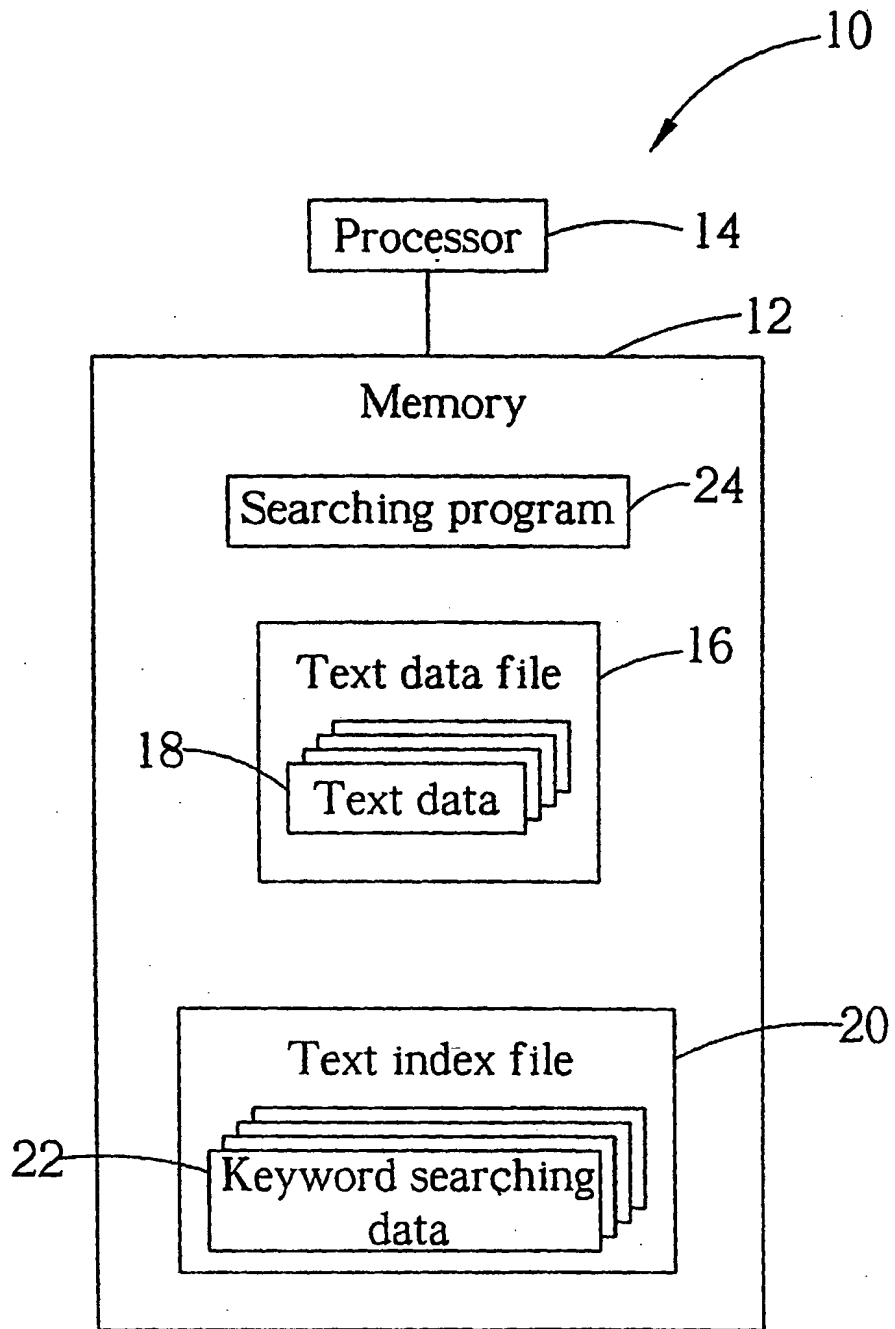 10
Processor
14
12
Memory
Searching program
24
Text data file
16
18
Text data
Text index file
20
22
Keyword searching
data